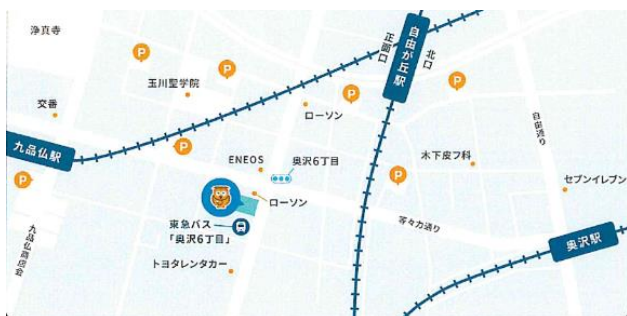 浄真寺
P
玉川聖学院
交番
九品仏駅
P
P
P
P
P
P
正面口
自由が丘駅
北口
ローソン
ENEOS
奥沢6丁目
木下皮フ科
自由通り
セブンイレブン
ローソン
等々力通り
東急バス
「奥沢6丁目」
奥沢駅
九品仏商店会
トヨタレンタカー